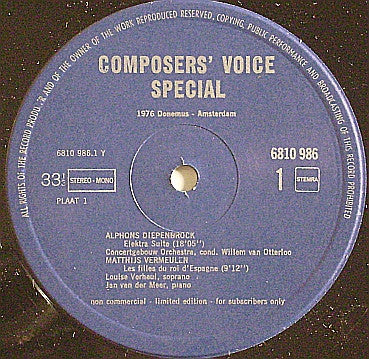 ALL RIGHTS OF THE RECORD PRODUCER AND OF THE OWNER OF THE WORK REPRODUCED RESERVED, COPYING, PUBLIC PERFORMANCE AND BROADCASTING OF THIS RECORD PROHIBITED
COMPOSERS' VOICE
SPECIAL
1976 Donemus - Amsterdam
6810 986.1 Y
6810 986
33⅓
STEREO-MONO
1
STEMRA
PLAAT 1
ALPHONS DIEPENBROCK
Elektra Suite (18'05")
Concertgebouw Orchestra, cond. Willem van Otterloo
MATTHIJS VERMEULEN
Les filles du roi d'Espagne (9'12")
Louise Verheul, soprano
Jan van der Meer, piano
non commercial - limited edition - for subscribers only